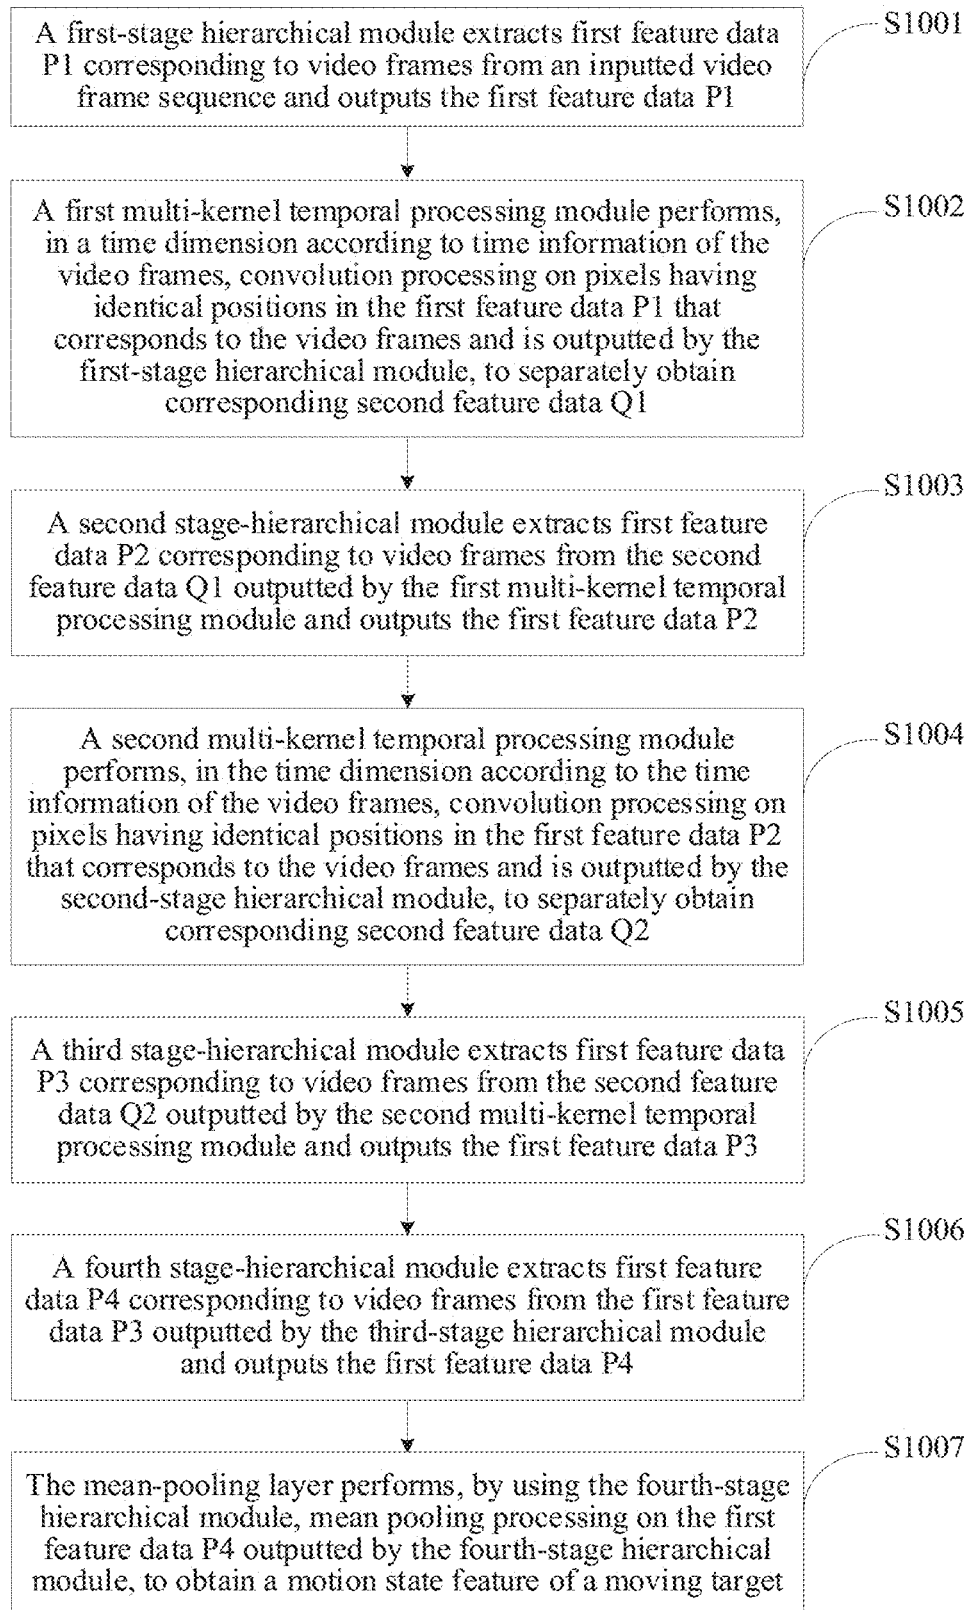 A first-stage hierarchical module extracts first feature data
P1 corresponding to video frames from an inputted video
frame sequence and outputs the first feature data P1
S1001
A first multi-kernel temporal processing module performs,
in a time dimension according to time information of the
video frames, convolution processing on pixels having
identical positions in the first feature data P1 that
corresponds to the video frames and is outputted by the
first-stage hierarchical module, to separately obtain
corresponding second feature data Q1
S1002
A second stage-hierarchical module extracts first feature
data P2 corresponding to video frames from the second
feature data Q1 outputted by the first multi-kernel temporal
processing module and outputs the first feature data P2
S1003
A second multi-kernel temporal processing module
performs, in the time dimension according to the time
information of the video frames, convolution processing on
pixels having identical positions in the first feature data P2
that corresponds to the video frames and is outputted by the
second-stage hierarchical module, to separately obtain
corresponding second feature data Q2
S1004
A third stage-hierarchical module extracts first feature data
P3 corresponding to video frames from the second feature
data Q2 outputted by the second multi-kernel temporal
processing module and outputs the first feature data P3
S1005
A fourth stage-hierarchical module extracts first feature
data P4 corresponding to video frames from the first feature
data P3 outputted by the third-stage hierarchical module
and outputs the first feature data P4
S1006
The mean-pooling layer performs, by using the fourth-stage
hierarchical module, mean pooling processing on the first
feature data P4 outputted by the fourth-stage hierarchical
module, to obtain a motion state feature of a moving target
S1007